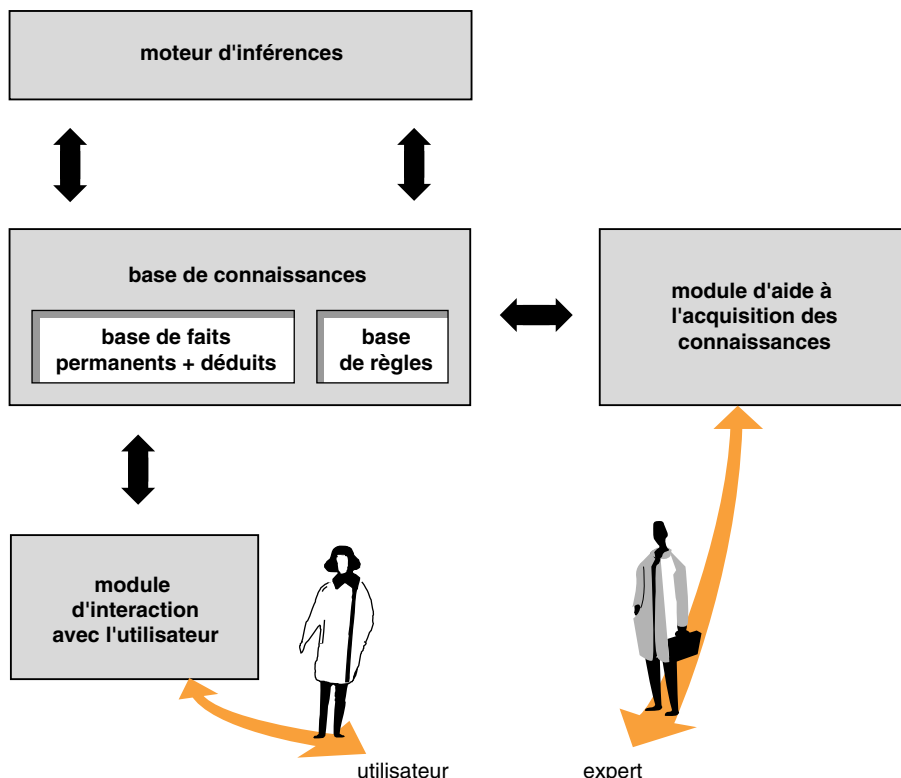 moteur d'inférences
base de connaissances
base de faits
permanents + déduits
base
de règles
module d'aide à
l'acquisition des
connaissances
module
d'interaction
avec l'utilisateur
utilisateur
expert